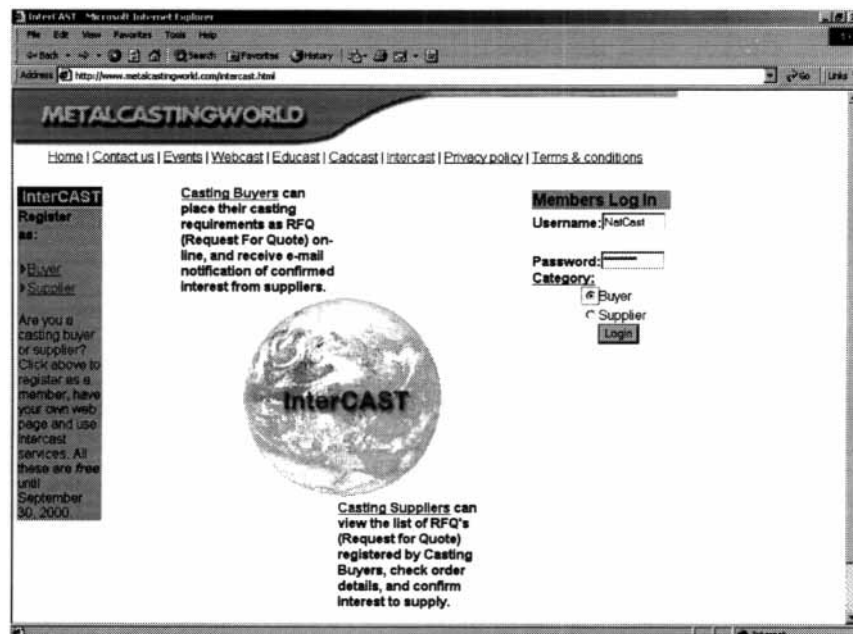 InterCAST - Microsoft Internet Explorer
File Edit View Favorites Tools Help
Back Search Favorites History
Address http://www.metalcastingworld.com/intercast.html Go Links
METALCASTINGWORLD
Home | Contact us | Events | Webcast | Educast | Cadcast | Intercast | Privacy policy | Terms & conditions
InterCAST
Register
as:
Buyer
Supplier
Are you a
casting buyer
or supplier?
Click above to
register as a
member, have
your own web
page and use
intercast
services. All
these are free
until
September
30, 2000.
Casting Buyers can
place their casting
requirements as RFQ
(Request For Quote) on-
line, and receive e-mail
notification of confirmed
interest from suppliers.
InterCAST
Casting Suppliers can
view the list of RFQ's
(Request for Quote)
registered by Casting
Buyers, check order
details, and confirm
interest to supply.
Members Log In
Username: NetCast
Password:
Category:
Buyer
Supplier
Login